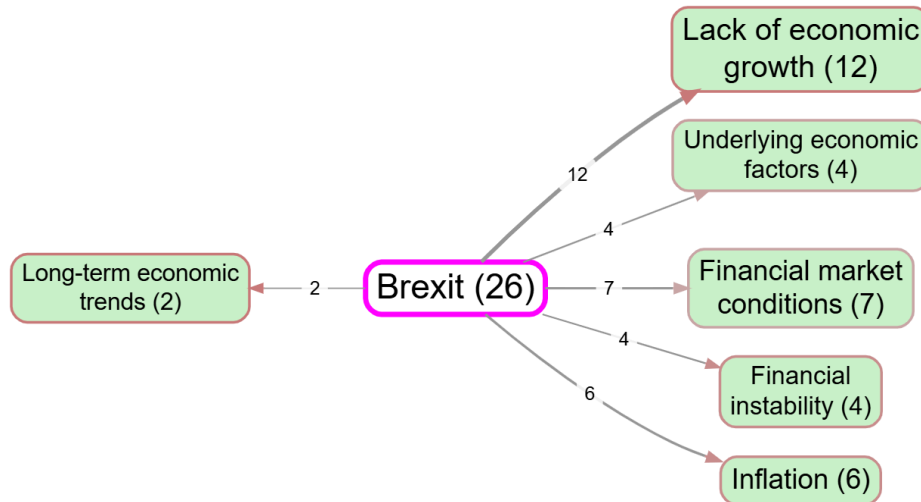 Lack of economic
growth (12)
Underlying economic
factors (4)
12
4
Long-term economic
trends (2)
2
Brexit (26)
7
Financial market
conditions (7)
4
Financial
instability (4)
6
Inflation (6)